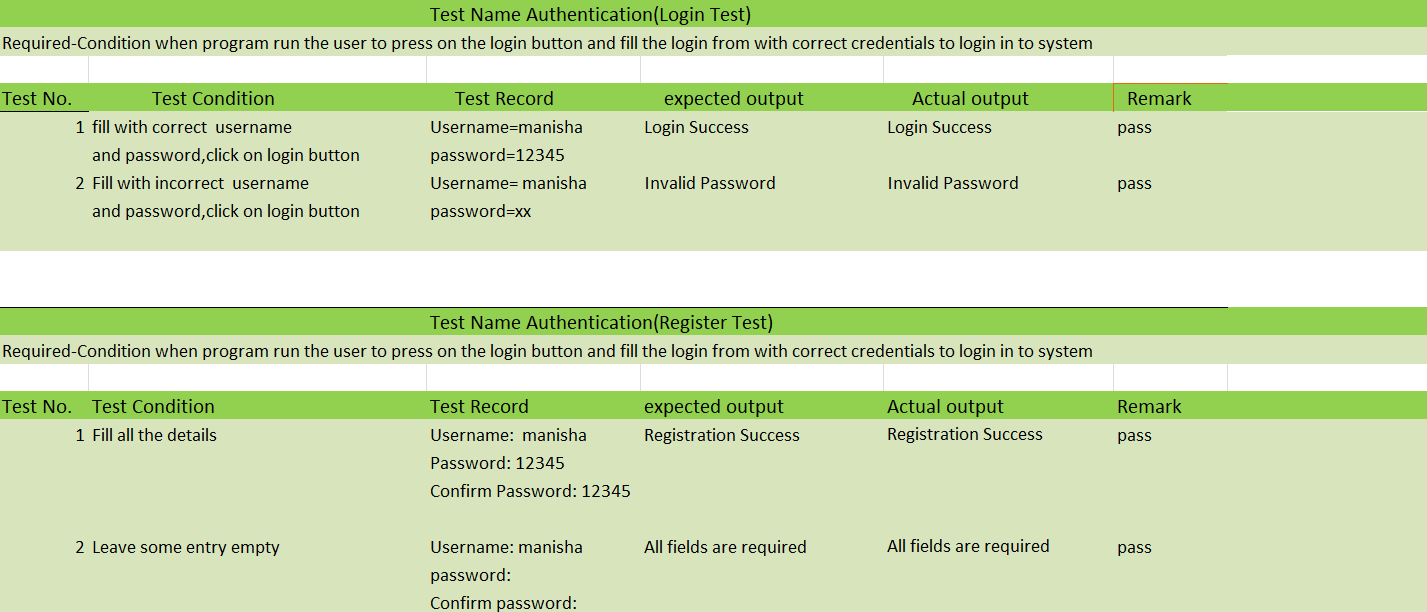 Test Name Authentication(Login Test)
Required-Condition when program run the user to press on the login button and fill the login from with correct credentials to login in to system
Test No. Test Condition Test Record expected output Actual output Remark
1 fill with correct username Username=manisha Login Success Login Success pass
and password,click on login button password=12345
2 Fill with incorrect username Username= manisha Invalid Password Invalid Password pass
and password,click on login button password=xx
Test Name Authentication(Register Test)
Required-Condition when program run the user to press on the login button and fill the login from with correct credentials to login in to system
Test No. Test Condition Test Record expected output Actual output Remark
1 Fill all the details Username: manisha Registration Success Registration Success pass
Password: 12345
Confirm Password: 12345
2 Leave some entry empty Username: manisha All fields are required All fields are required pass
password:
Confirm password: